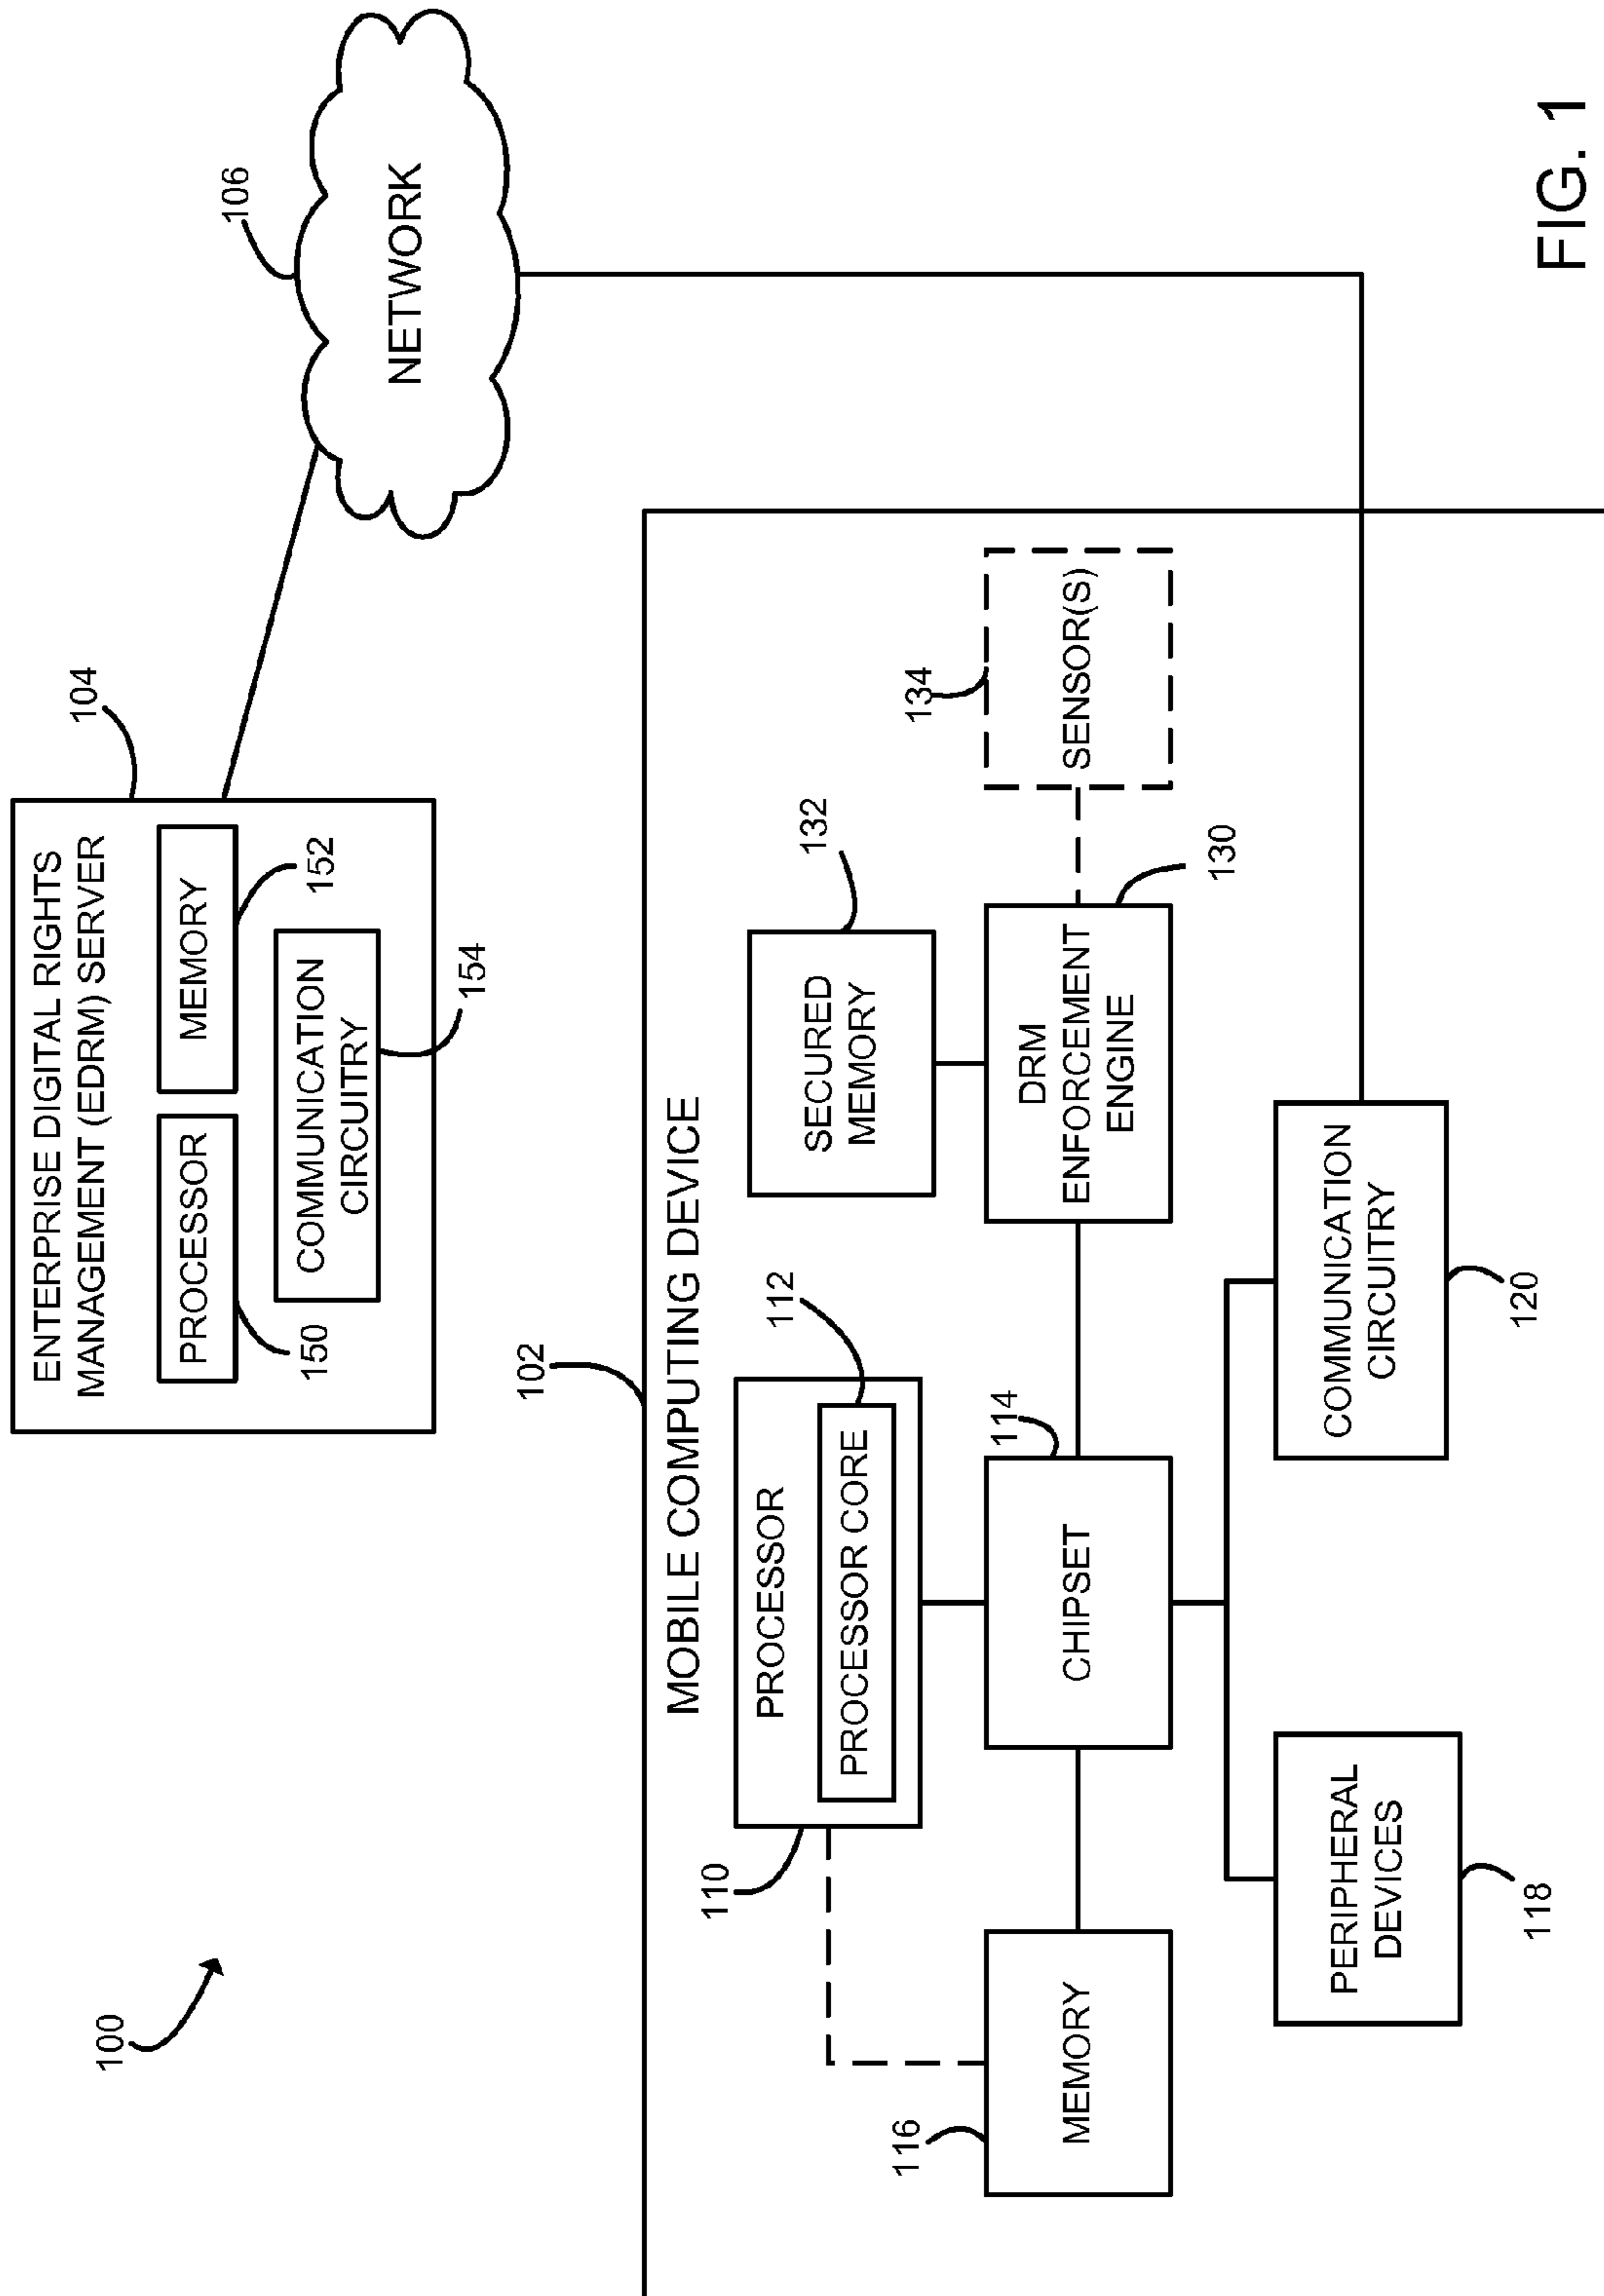 100
ENTERPRISE DIGITAL RIGHTS
MANAGEMENT (EDRM) SERVER
104
PROCESSOR
MEMORY
150
152
COMMUNICATION
CIRCUITRY
154
106
NETWORK
102
MOBILE COMPUTING DEVICE
110
PROCESSOR
PROCESSOR CORE
112
SECURED
MEMORY
132
116
MEMORY
CHIPSET
114
DRM
ENFORCEMENT
ENGINE
130
134
SENSOR(S)
PERIPHERAL
DEVICES
118
COMMUNICATION
CIRCUITRY
120
FIG. 1